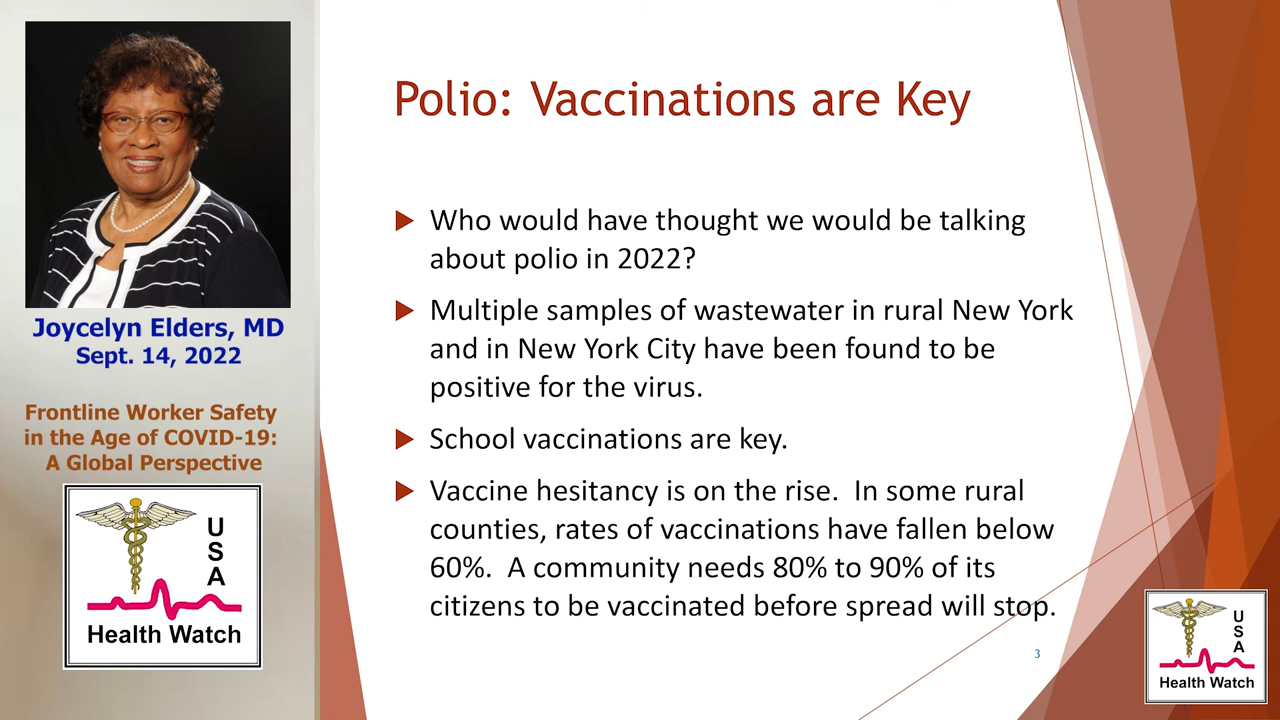 Joycelyn Elders, MD
Sept. 14, 2022
Frontline Worker Safety
in the Age of COVID-19:
A Global Perspective
U
S
A
Health Watch
Polio: Vaccinations are Key
Who would have thought we would be talking
about polio in 2022?
Multiple samples of wastewater in rural New York
and in New York City have been found to be
positive for the virus.
School vaccinations are key.
Vaccine hesitancy is on the rise.  In some rural
counties, rates of vaccinations have fallen below
60%.  A community needs 80% to 90% of its
citizens to be vaccinated before spread will stop.
3
U
S
A
Health Watch